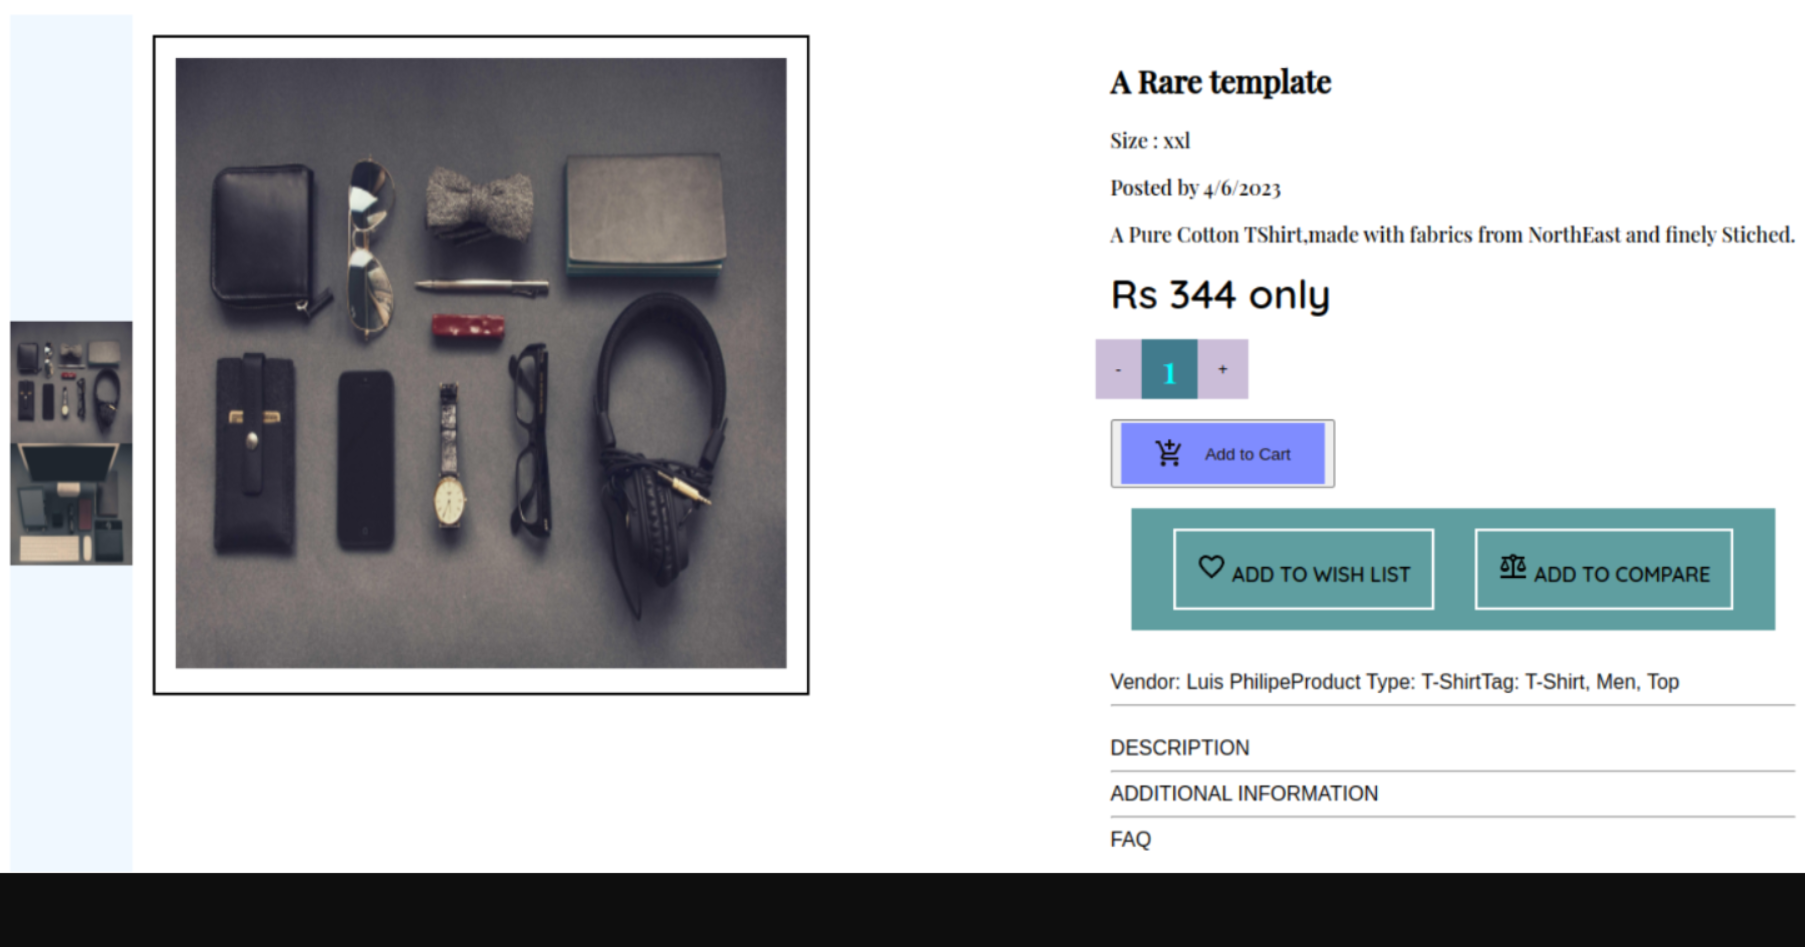 A Rare template
Size : xxl
Posted by 4/6/2023
A Pure Cotton TShirt,made with fabrics from NorthEast and finely Stiched.
Rs 344 only
- 1 +
Add to Cart
ADD TO WISH LIST ADD TO COMPARE
Vendor: Luis PhilipeProduct Type: T-ShirtTag: T-Shirt, Men, Top
DESCRIPTION
ADDITIONAL INFORMATION
FAQ